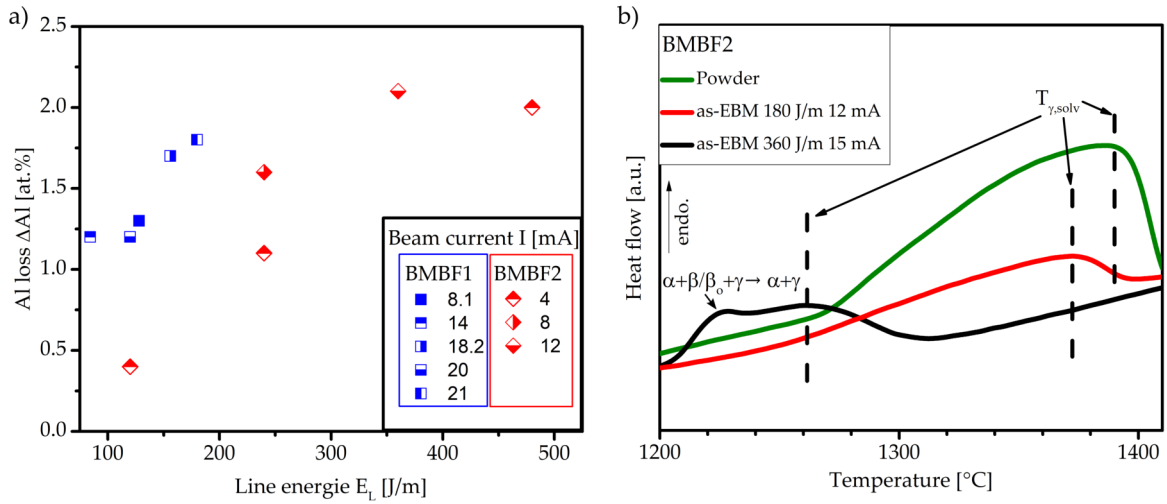 a)
2.5
2.0
1.5
1.0
0.5
0.0
Al loss ΔAl [at.%]
100
200
300
400
500
Line energie E_L [J/m]
Beam current I [mA]
BMBF1
8.1
14
18.2
20
21
BMBF2
4
8
12
b)
BMBF2
Powder
as-EBM 180 J/m 12 mA
as-EBM 360 J/m 15 mA
T_γ,solv
endo.
α+β/β_o+γ→ α+γ
Heat flow [a.u.]
1200
1300
1400
Temperature [°C]